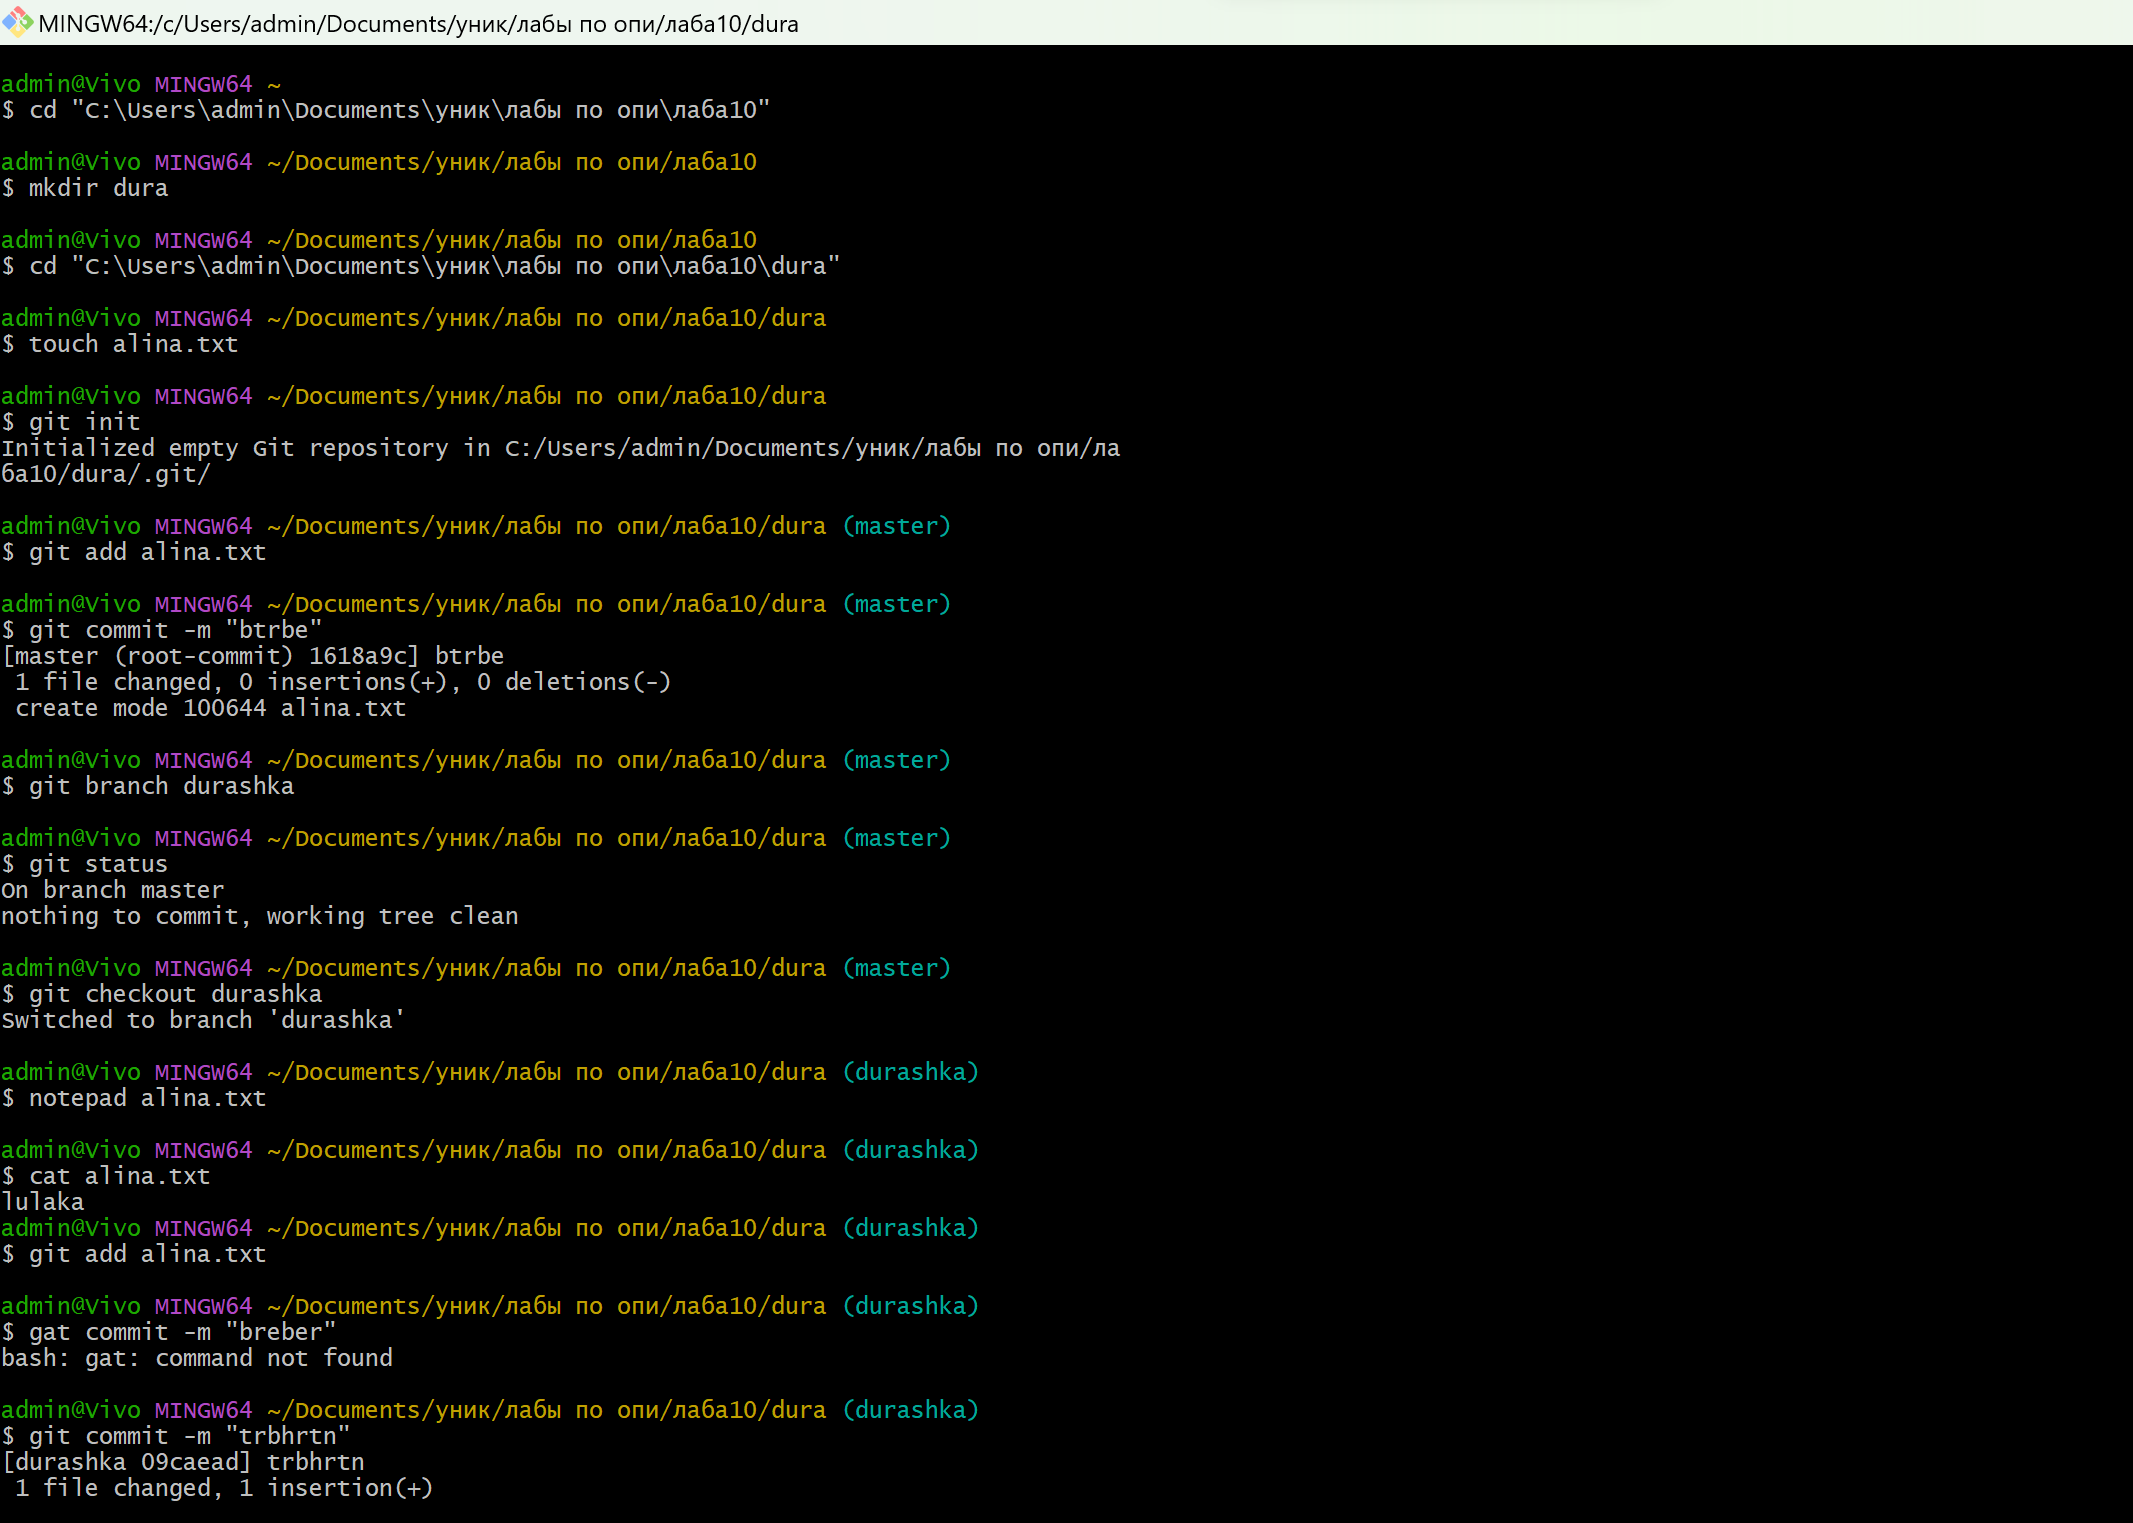 MINGW64:/c/Users/admin/Documents/уник/лабы по опи/лаба10/dura
admin@Vivo MINGW64 ~
$ cd "C:\Users\admin\Documents\уник\лабы по опи\лаба10"
admin@Vivo MINGW64 ~/Documents/уник/лабы по опи/лаба10
$ mkdir dura
admin@Vivo MINGW64 ~/Documents/уник/лабы по опи/лаба10
$ cd "C:\Users\admin\Documents\уник\лабы по опи\лаба10\dura"
admin@Vivo MINGW64 ~/Documents/уник/лабы по опи/лаба10/dura
$ touch alina.txt
admin@Vivo MINGW64 ~/Documents/уник/лабы по опи/лаба10/dura
$ git init
Initialized empty Git repository in C:/Users/admin/Documents/уник/лабы по опи/ла
ба10/dura/.git/
admin@Vivo MINGW64 ~/Documents/уник/лабы по опи/лаба10/dura (master)
$ git add alina.txt
admin@Vivo MINGW64 ~/Documents/уник/лабы по опи/лаба10/dura (master)
$ git commit -m "btrbe"
[master (root-commit) 1618a9c] btrbe
1 file changed, 0 insertions(+), 0 deletions(-)
create mode 100644 alina.txt
admin@Vivo MINGW64 ~/Documents/уник/лабы по опи/лаба10/dura (master)
$ git branch durashka
admin@Vivo MINGW64 ~/Documents/уник/лабы по опи/лаба10/dura (master)
$ git status
On branch master
nothing to commit, working tree clean
admin@Vivo MINGW64 ~/Documents/уник/лабы по опи/лаба10/dura (master)
$ git checkout durashka
Switched to branch 'durashka'
admin@Vivo MINGW64 ~/Documents/уник/лабы по опи/лаба10/dura (durashka)
$ notepad alina.txt
admin@Vivo MINGW64 ~/Documents/уник/лабы по опи/лаба10/dura (durashka)
$ cat alina.txt
lulaka
admin@Vivo MINGW64 ~/Documents/уник/лабы по опи/лаба10/dura (durashka)
$ git add alina.txt
admin@Vivo MINGW64 ~/Documents/уник/лабы по опи/лаба10/dura (durashka)
$ gat commit -m "breber"
bash: gat: command not found
admin@Vivo MINGW64 ~/Documents/уник/лабы по опи/лаба10/dura (durashka)
$ git commit -m "trbhrtn"
[durashka 09caead] trbhrtn
1 file changed, 1 insertion(+)